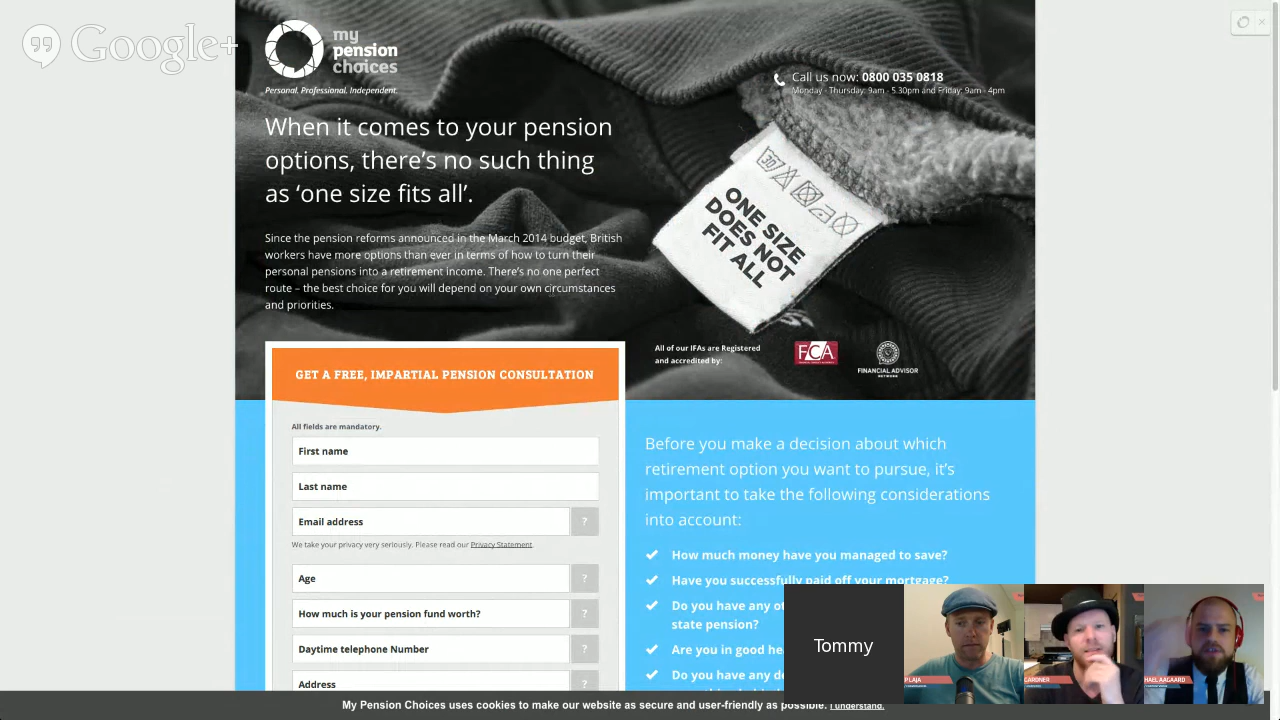 Google+
my
pension
choices
Personal. Professional. Independent.
Call us now: 0800 035 0818
Monday - Thursday: 9am - 5.30pm and Friday: 9am - 4pm
When it comes to your pension
options, there's no such thing
as 'one size fits all'.
Since the pension reforms announced in the March 2014 budget, British
workers have more options than ever in terms of how to turn their
personal pensions into a retirement income. There's no one perfect
route – the best choice for you will depend on your own circumstances
and priorities.
30
ONE SIZE
DOES NOT
FIT ALL
All of our IFAs are Registered
and accredited by:
FCA
FINANCIAL ADVISOR
NETWORK
GET A FREE, IMPARTIAL PENSION CONSULTATION
All fields are mandatory.
First name
Last name
Email address ?
We take your privacy very seriously. Please read our Privacy Statement.
Age ?
How much is your pension fund worth? ?
Daytime telephone Number ?
Address ?
Before you make a decision about which
retirement option you want to pursue, it's
important to take the following considerations
into account:
How much money have you managed to save?
Have you successfully paid off your mortgage?
Do you have any ot
state pension?
Are you in good he
Do you have any de
Tommy
P LAJA
GARDNER
HAEL AAGAARD
My Pension Choices uses cookies to make our website as secure and user-friendly as possible. I understand.